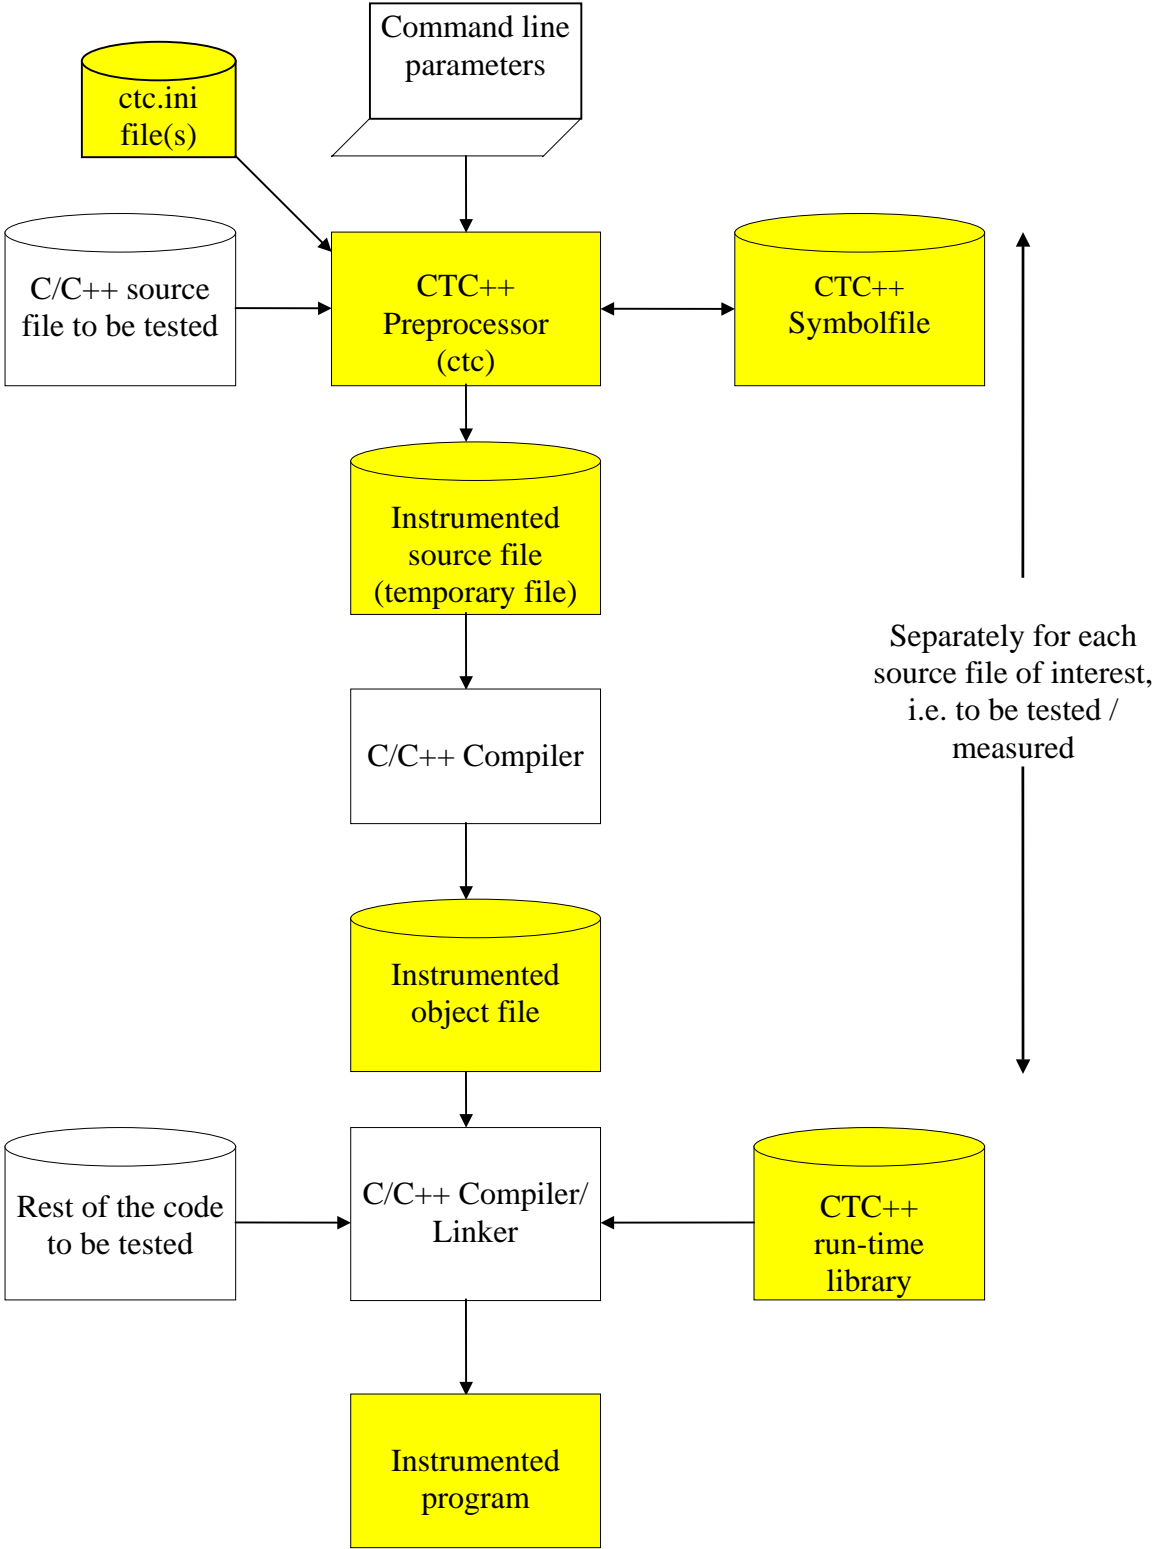 Command line
parameters
ctc.ini
file(s)
C/C++ source
file to be tested
CTC++
Preprocessor
(ctc)
CTC++
Symbolfile
Instrumented
source file
(temporary file)
Separately for each
source file of interest,
i.e. to be tested /
measured
C/C++ Compiler
Instrumented
object file
Rest of the code
to be tested
C/C++ Compiler/
Linker
CTC++
run-time
library
Instrumented
program